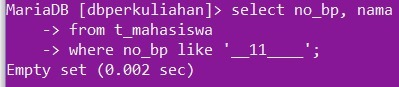 MariaDB [dbperkuliahan]> select no_bp, nama
    -> from t_mahasiswa
    -> where no_bp like '__11____';
Empty set (0.002 sec)